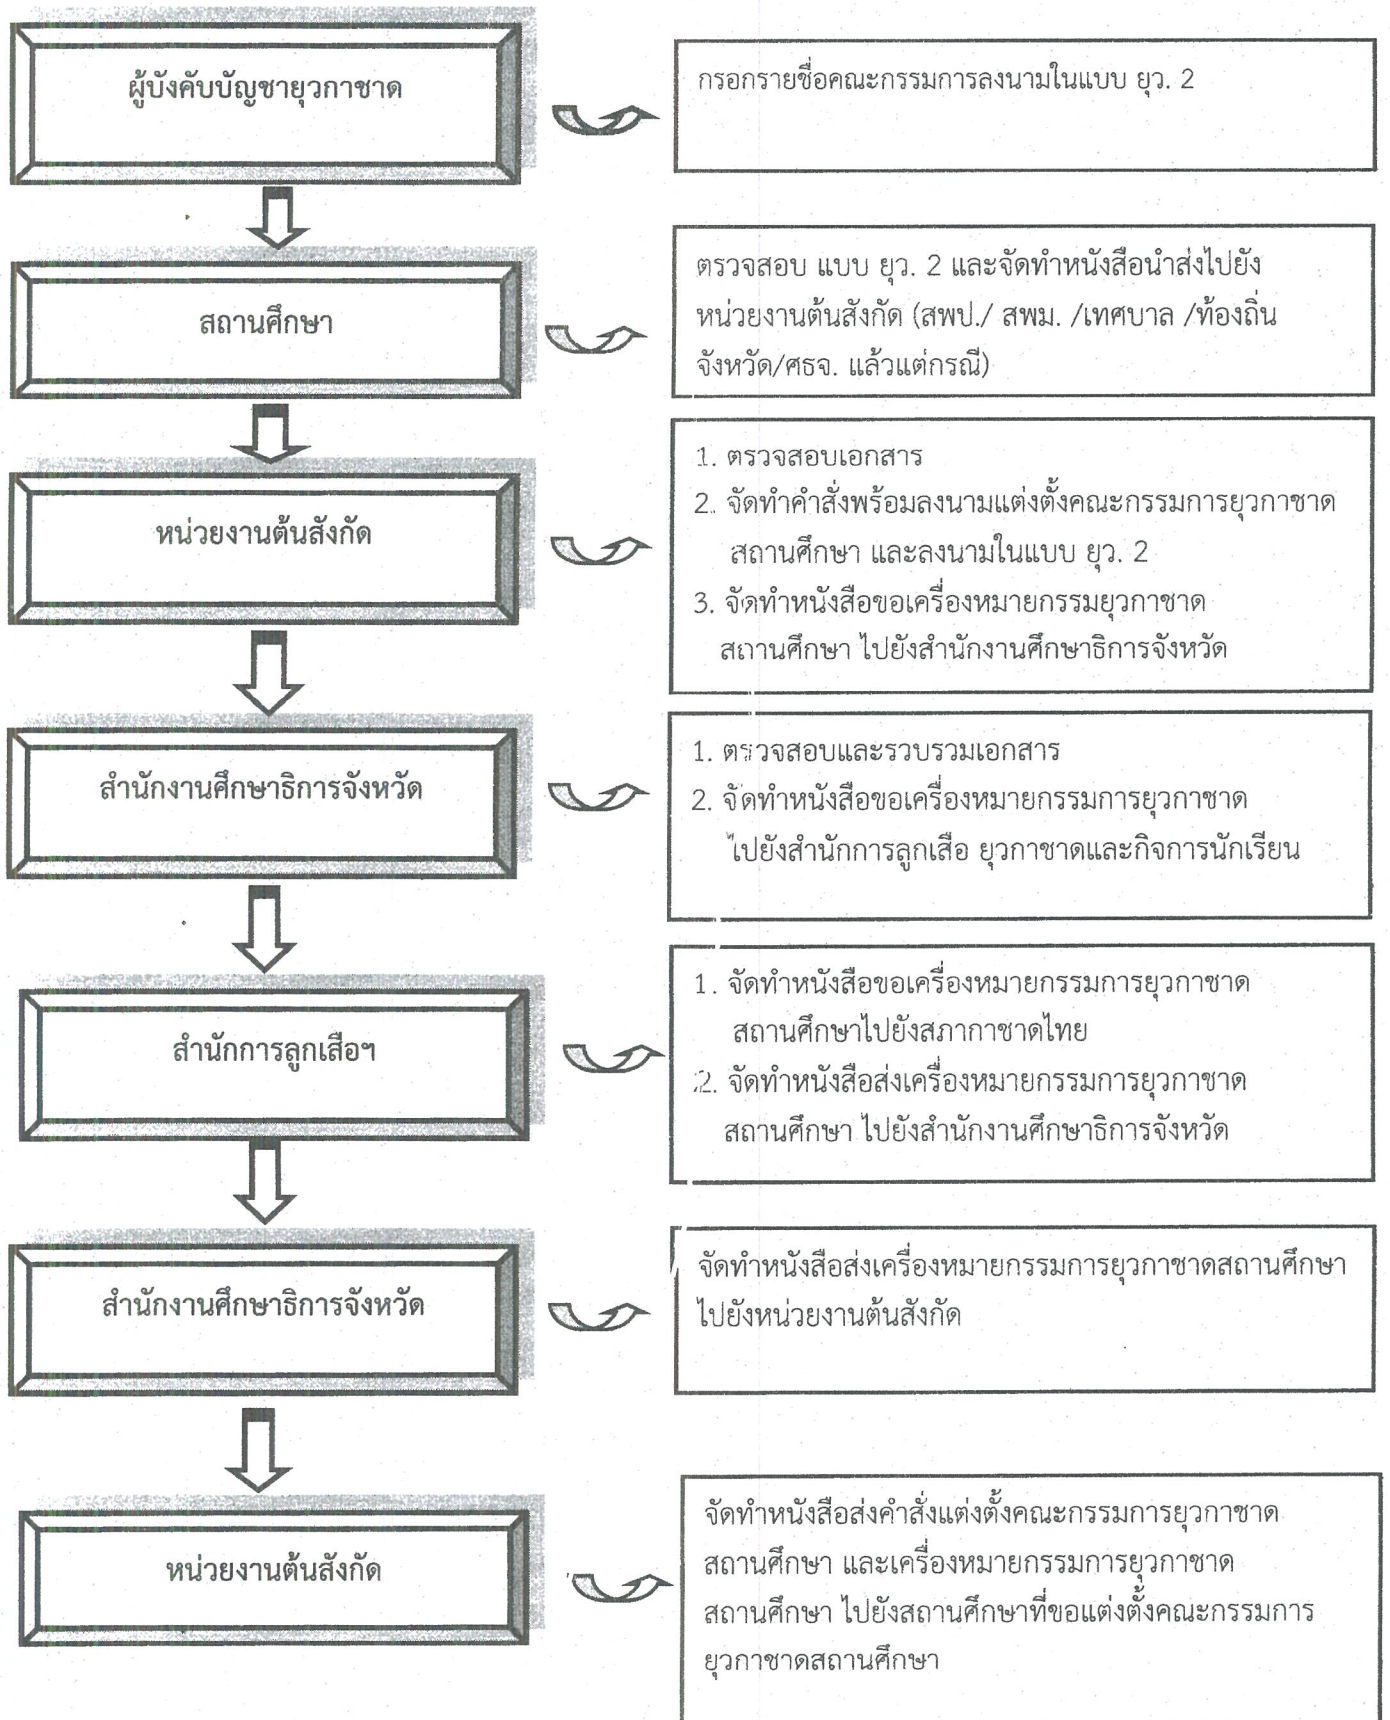 ผู้บังคับบัญชายุวกาชาด
กรอกรายชื่อคณะกรรมการลงนามในแบบ ยุว. 2
สถานศึกษา
ตรวจสอบ แบบ ยุว. 2 และจัดทำหนังสือนำส่งไปยัง
หน่วยงานต้นสังกัด (สพป./ สพม. /เทศบาล /ท้องถิ่น
จังหวัด/ศธจ. แล้วแต่กรณี)
หน่วยงานต้นสังกัด
1. ตรวจสอบเอกสาร
2. จัดทำคำสั่งพร้อมลงนามแต่งตั้งคณะกรรมการยุวกาชาด
สถานศึกษา และลงนามในแบบ ยุว. 2
3. จัดทำหนังสือขอเครื่องหมายกรรมยุวกาชาด
สถานศึกษา ไปยังสำนักงานศึกษาธิการจังหวัด
สำนักงานศึกษาธิการจังหวัด
1. ตรวจสอบและรวบรวมเอกสาร
2. จัดทำหนังสือขอเครื่องหมายกรรมการยุวกาชาด
ไปยังสำนักการลูกเสือ ยุวกาชาดและกิจการนักเรียน
สำนักการลูกเสือฯ
1. จัดทำหนังสือขอเครื่องหมายกรรมการยุวกาชาด
สถานศึกษาไปยังสภากาชาดไทย
2. จัดทำหนังสือส่งเครื่องหมายกรรมการยุวกาชาด
สถานศึกษา ไปยังสำนักงานศึกษาธิการจังหวัด
สำนักงานศึกษาธิการจังหวัด
จัดทำหนังสือส่งเครื่องหมายกรรมการยุวกาชาดสถานศึกษา
ไปยังหน่วยงานต้นสังกัด
หน่วยงานต้นสังกัด
จัดทำหนังสือส่งคำสั่งแต่งตั้งคณะกรรมการยุวกาชาด
สถานศึกษา และเครื่องหมายกรรมการยุวกาชาด
สถานศึกษา ไปยังสถานศึกษาที่ขอแต่งตั้งคณะกรรมการ
ยุวกาชาดสถานศึกษา